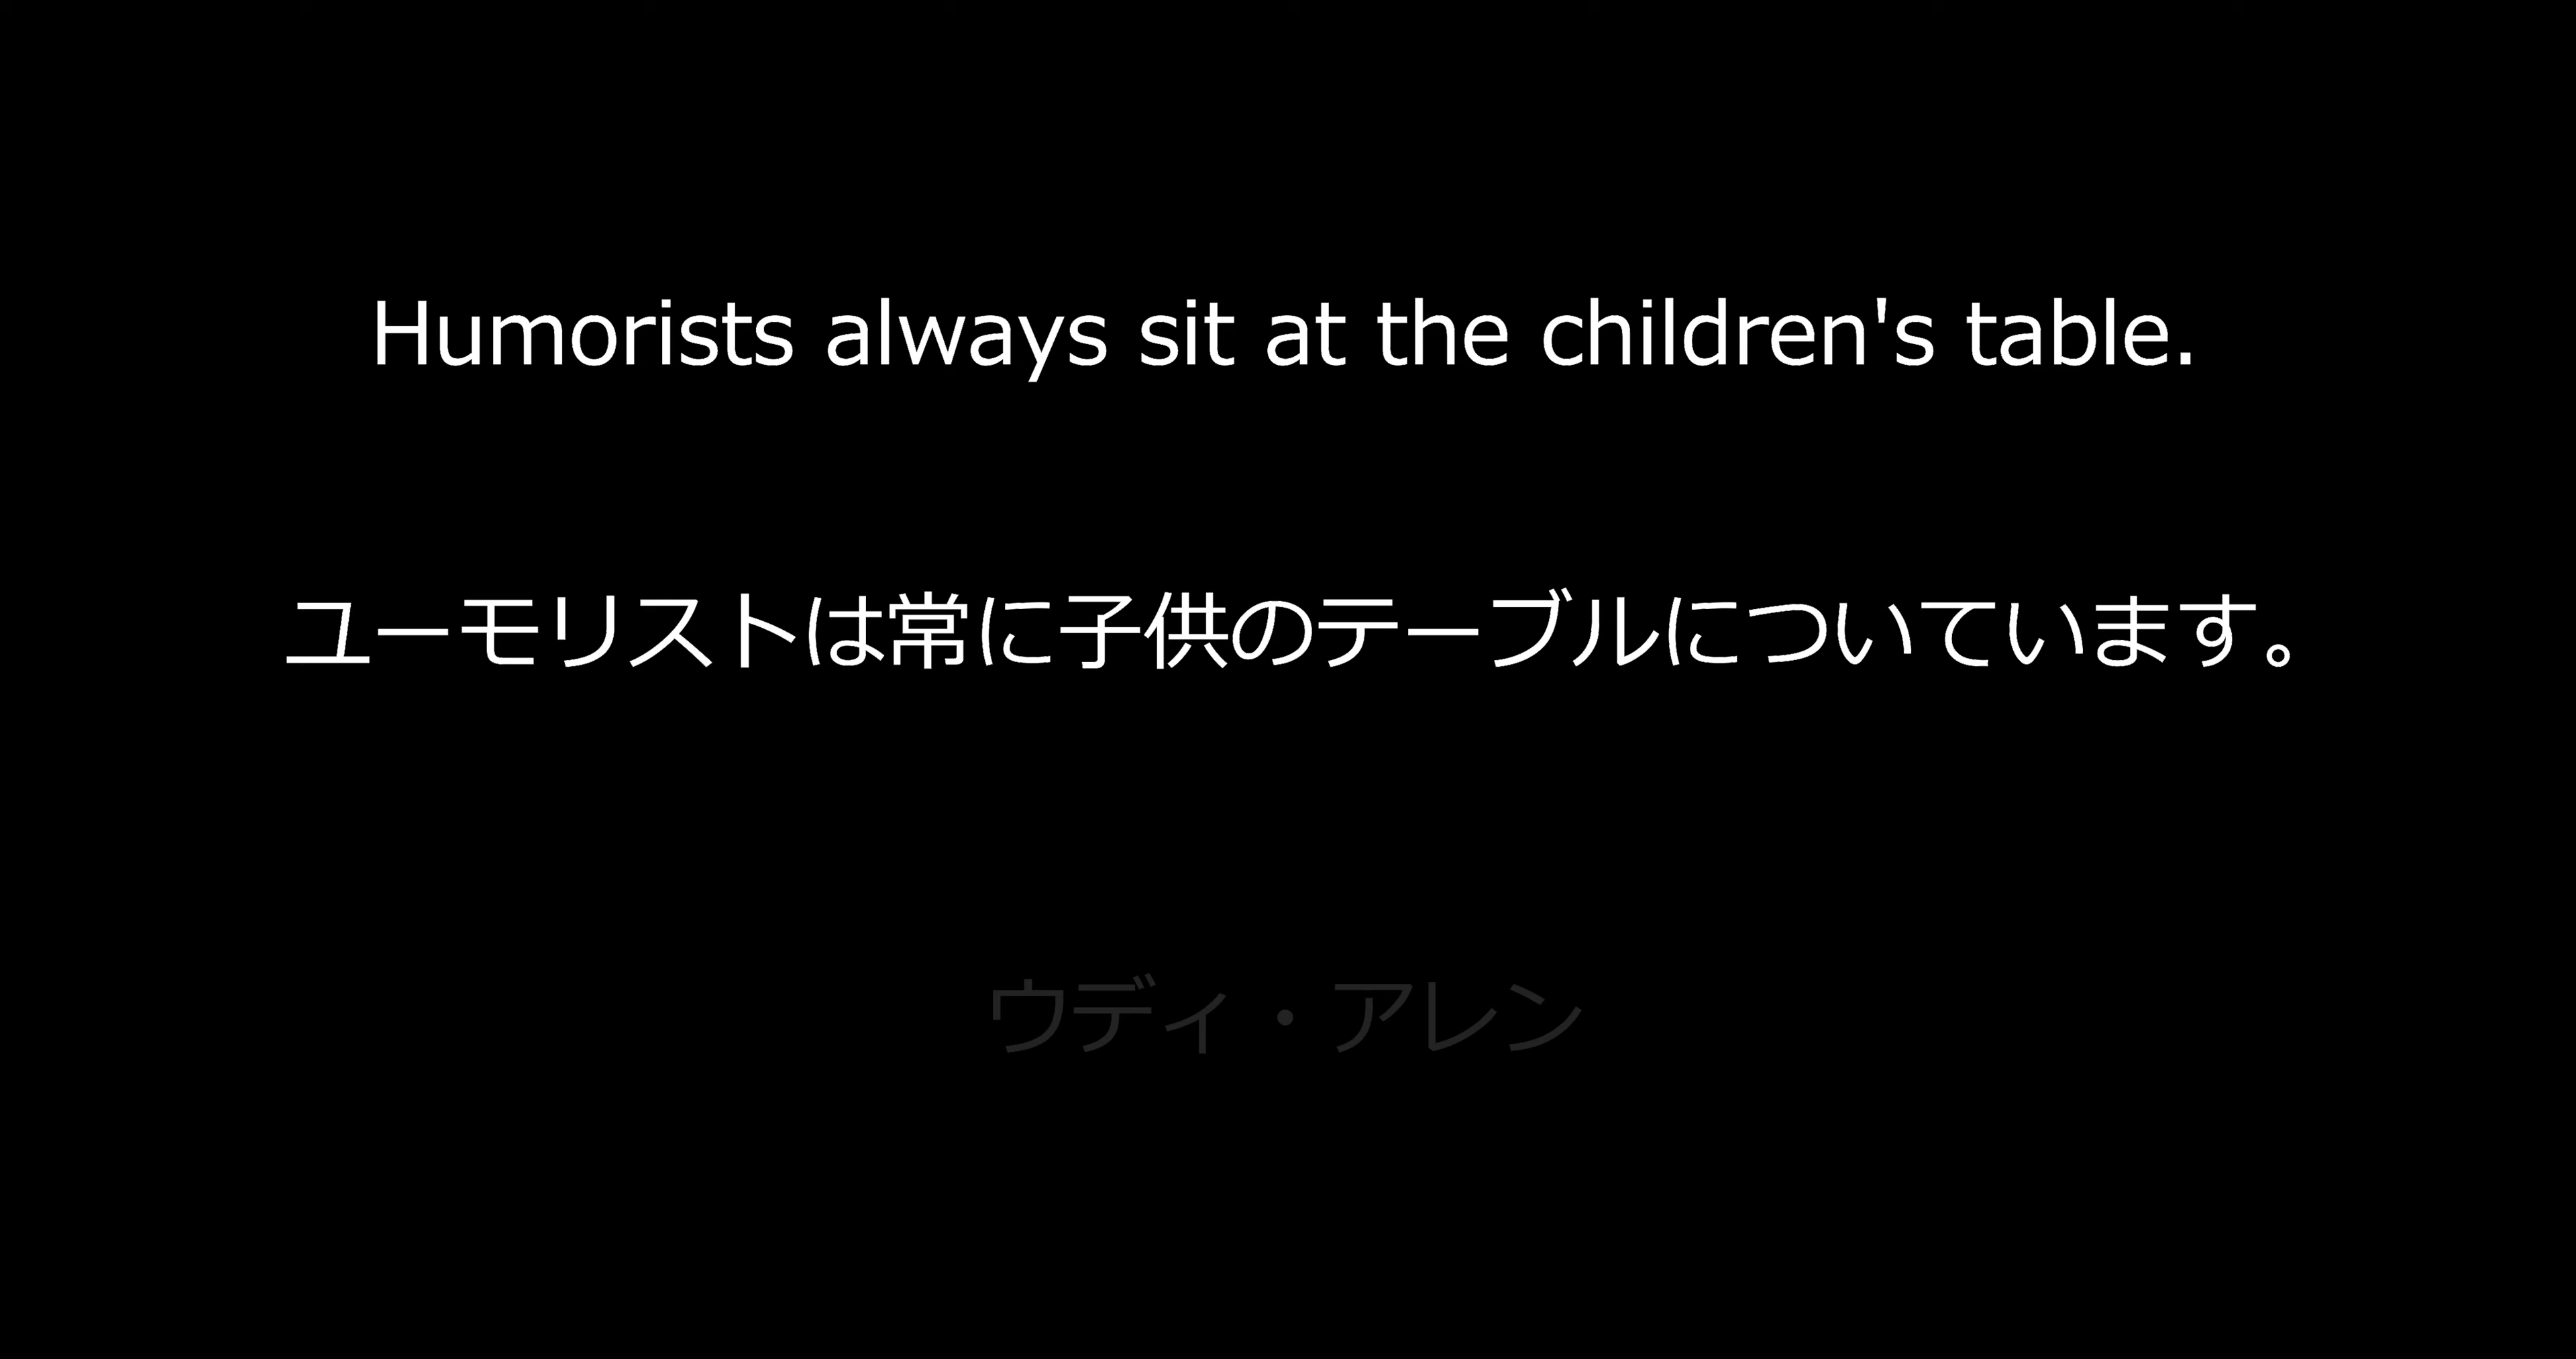 Humorists always sit at the children's table.
ユーモリストは常に子供のテーブルについています。
ウディ・アレン